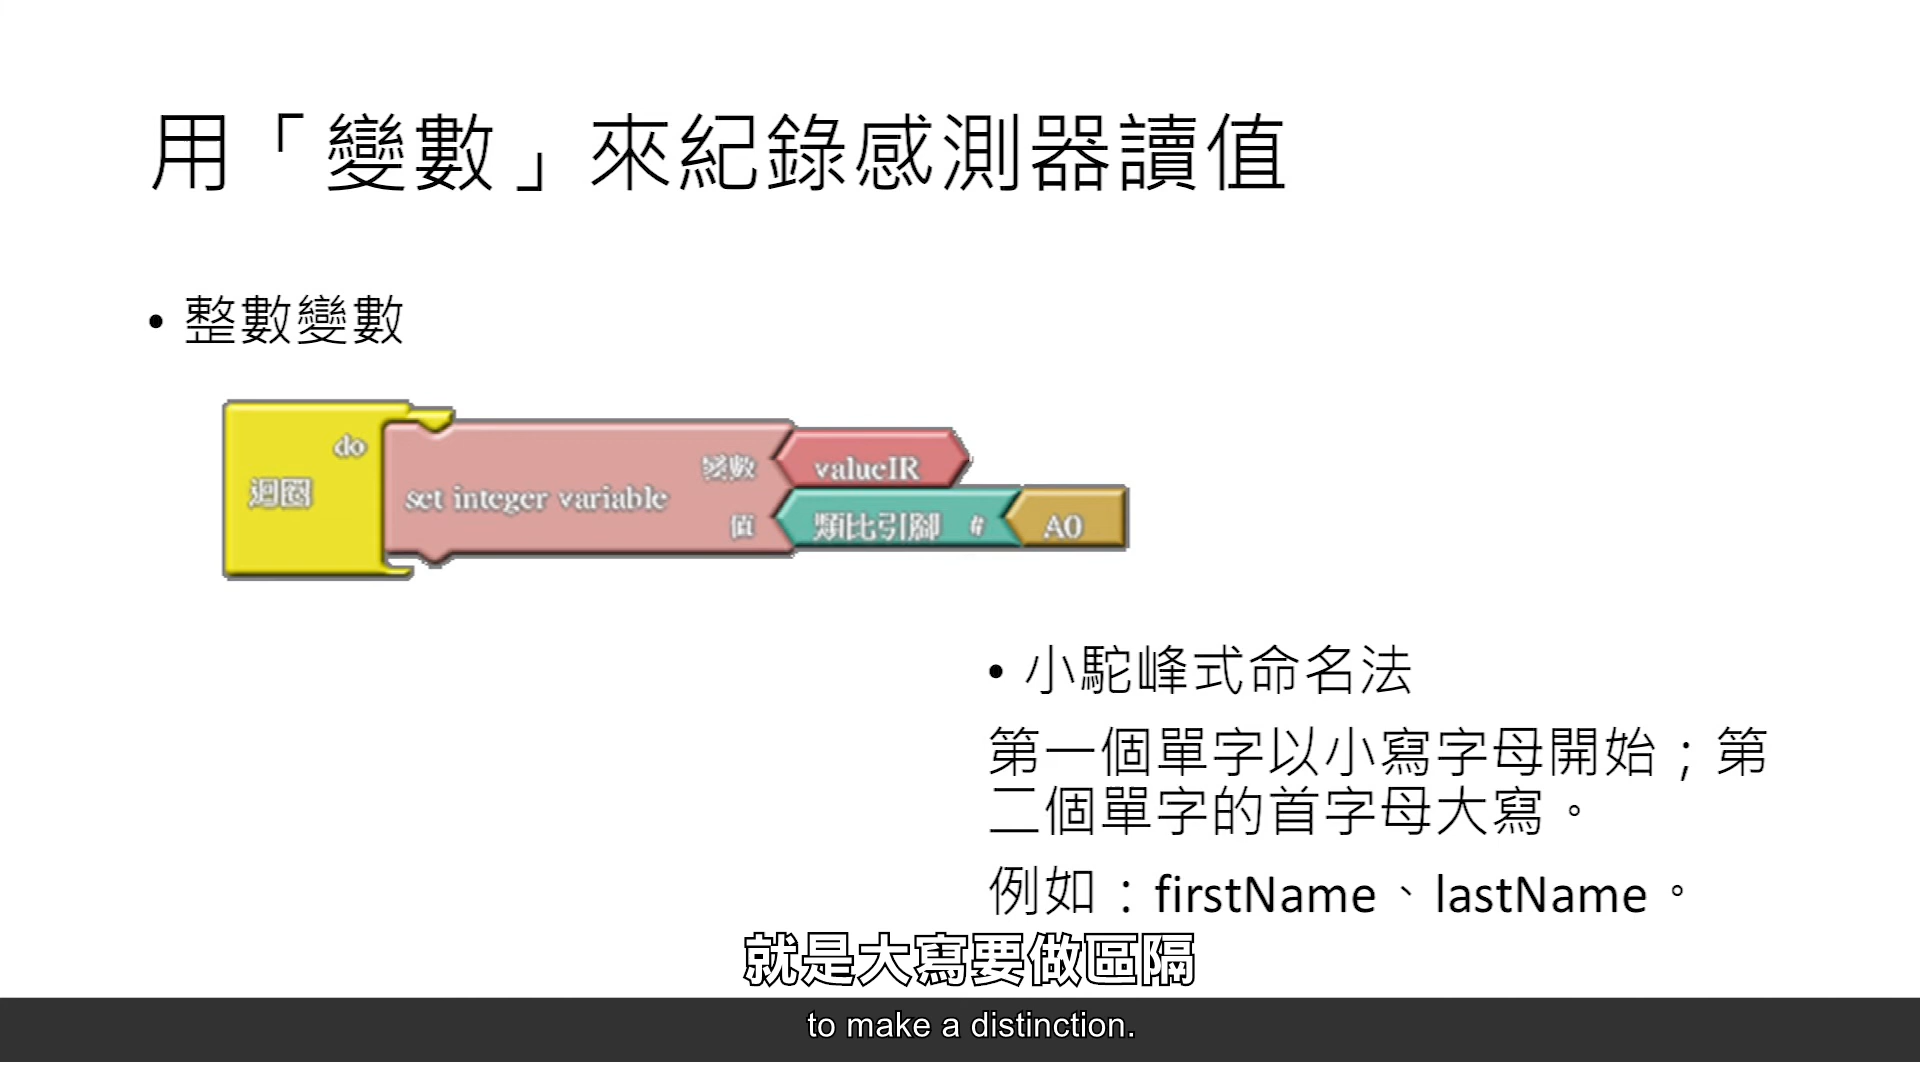 用「變數」來紀錄感測器讀值
• 整數變數
do
迴圈
set integer variable
變數
valueIR
值
類比引腳 #
A0
• 小駝峰式命名法
第一個單字以小寫字母開始；第
二個單字的首字母大寫。
例如：firstName、lastName。
就是大寫要做區隔
to make a distinction.